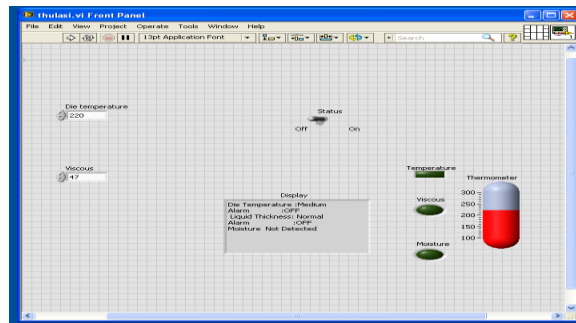 thulasi.vi Front Panel
File Edit View Project Operate Tools Window Help
13pt Application Font
Search
Die temperature
220
Status
Off On
Viscous
47
Temperature
Thermometer
300
250
200
150
100
Viscous
Moisture
Display
Die Temperature :Medium
Alarm :OFF
Liquid Thickness: Normal
Alarm :OFF
Moisture Not Detected